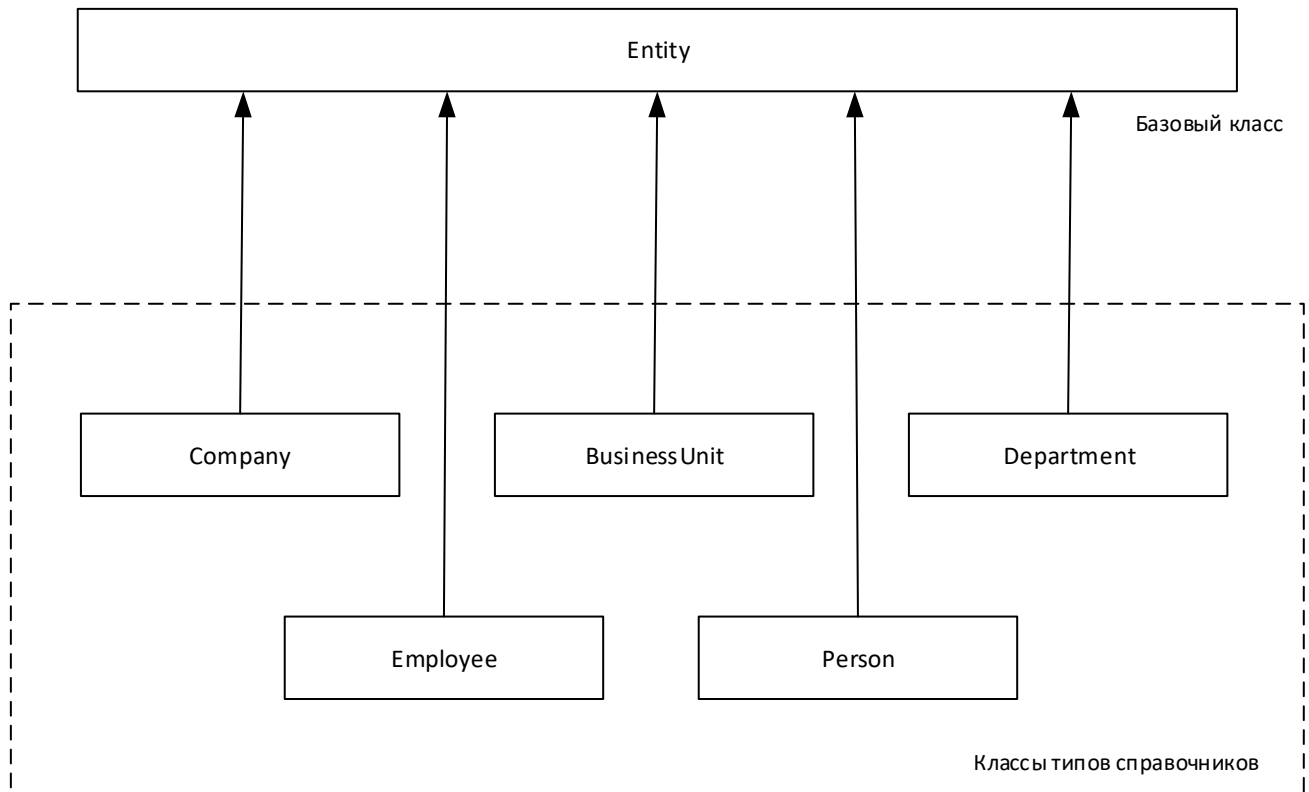 Entity
Базовый класс
Company
BusinessUnit
Department
Employee
Person
Классы типов справочников